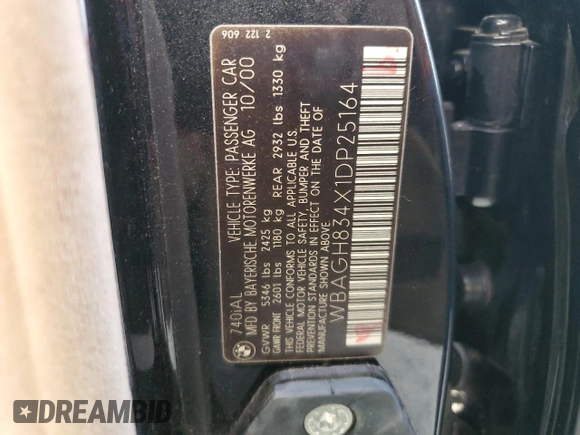 2 122 606
740iAL VEHICLE TYPE: PASSENGER CAR
MFD BY BAYERISCHE MOTORENWERKE AG 10/00
GVWR 5346 lbs 2425 kg
GAWR FRONT 2601 lbs 1180 kg REAR 2932 lbs 1330 kg
THIS VEHICLE CONFORMS TO ALL APPLICABLE U.S.
FEDERAL MOTOR VEHICLE SAFETY, BUMPER AND THEFT
PREVENTION STANDARDS IN EFFECT ON THE DATE OF
MANUFACTURE SHOWN ABOVE.
WBAGH834X1DP25164
DREAMBID